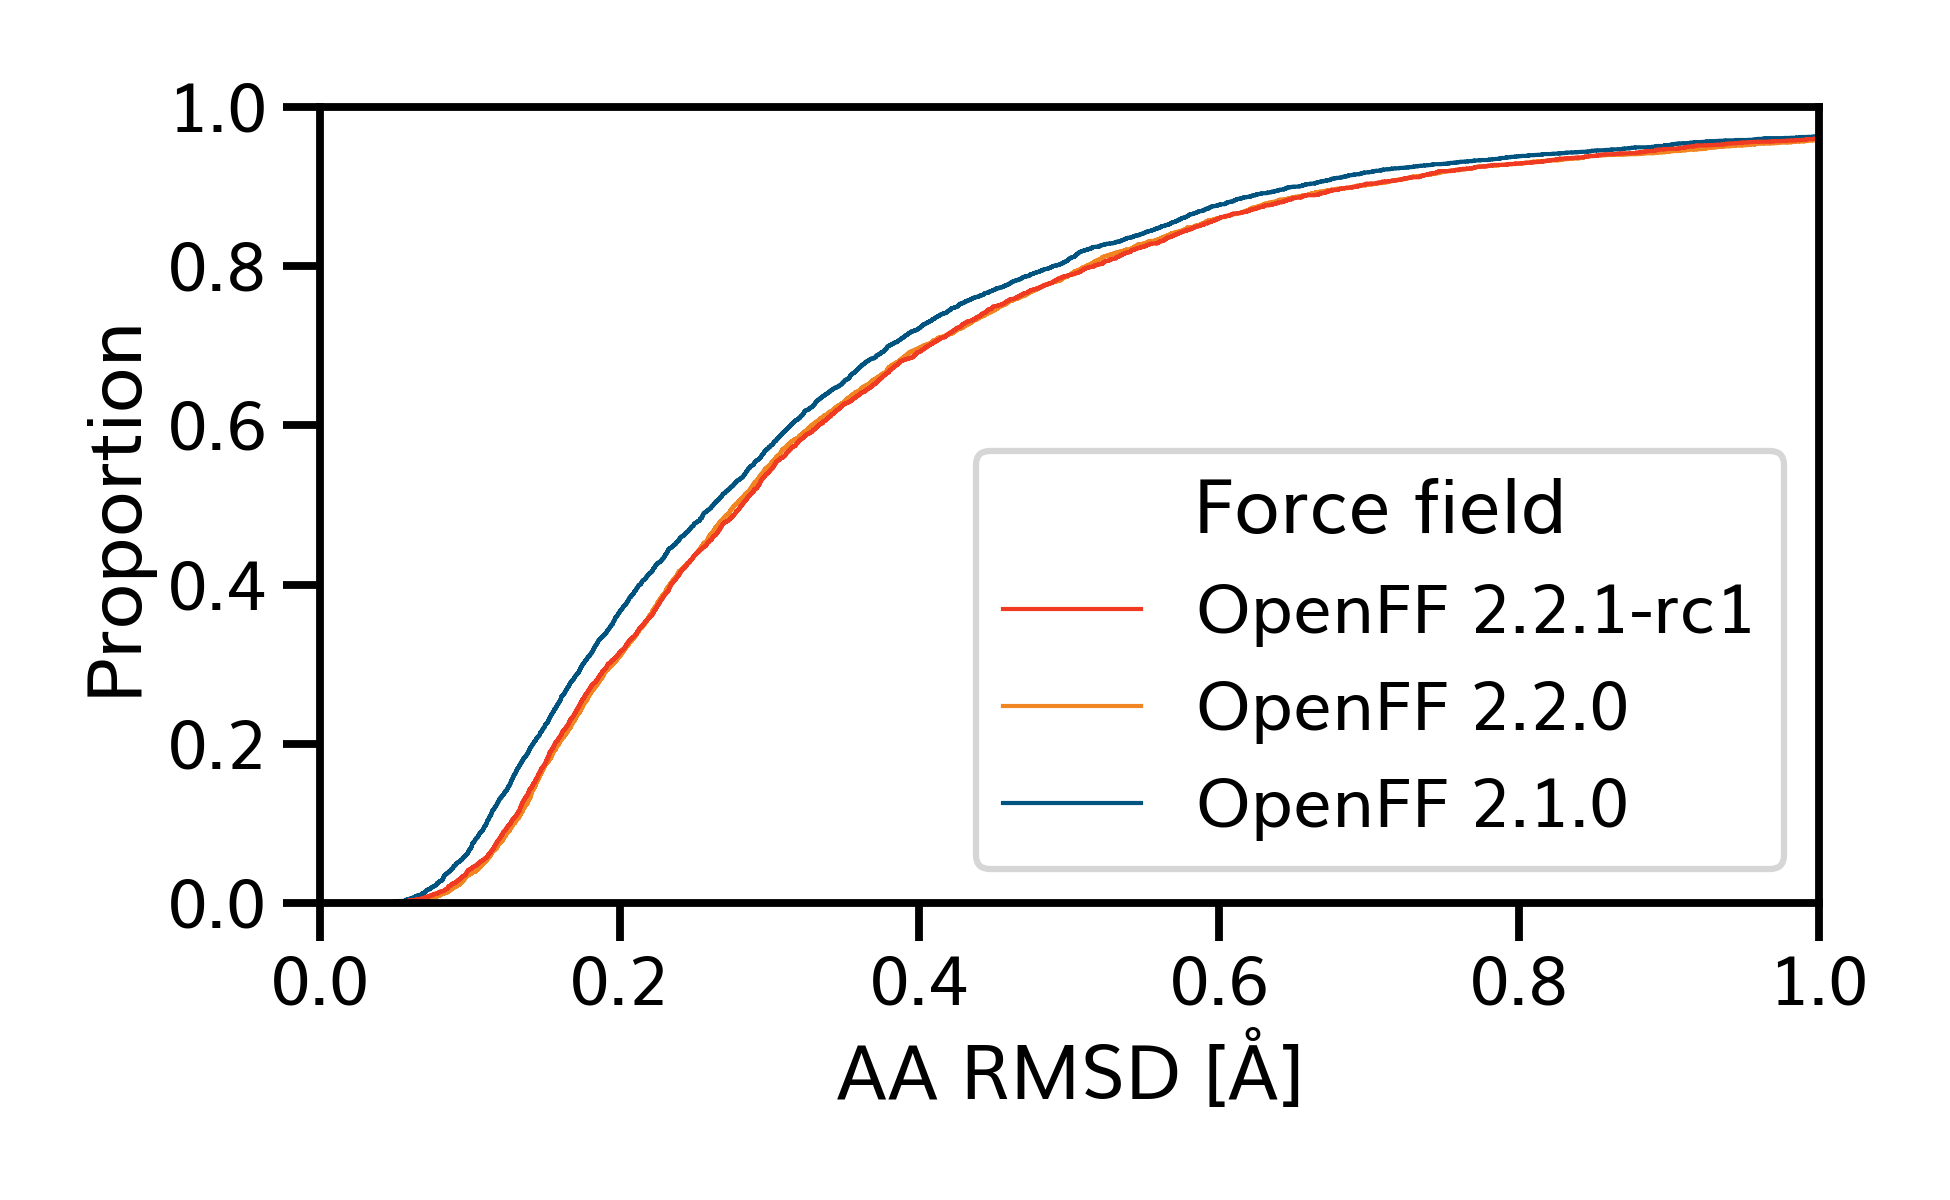 1.0
0.8
0.6
0.4
0.2
0.0
Proportion
0.0 0.2 0.4 0.6 0.8 1.0
AA RMSD [Å]
Force field
OpenFF 2.2.1-rc1
OpenFF 2.2.0
OpenFF 2.1.0